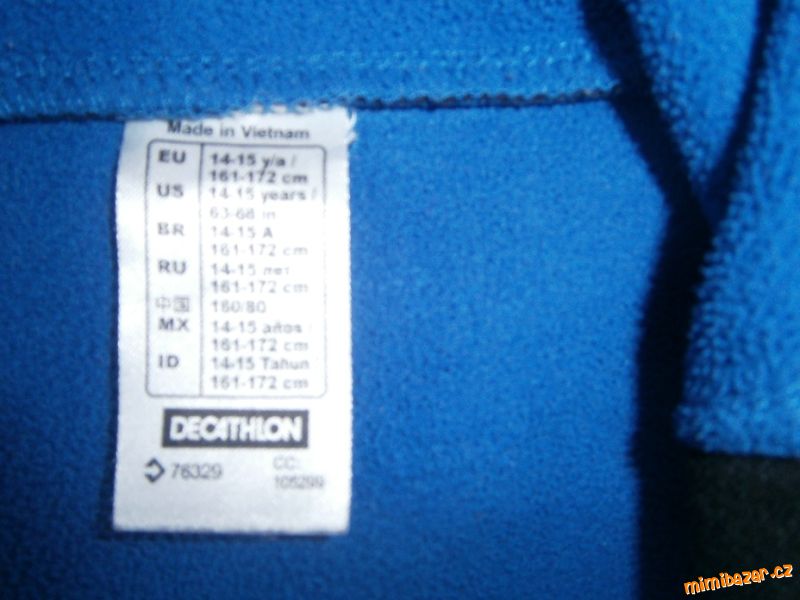 Made in Vietnam
EU 14-15 y/a /
161-172 cm
US 14-15 years /
63-68 in
BR 14-15 A
161-172 cm
RU 14-15 лет
161-172 cm
中国 160/80
MX 14-15 años /
161-172 cm
ID 14-15 Tahun
161-172 cm
DECATHLON
76329 CC:
106299
mimibazar.cz